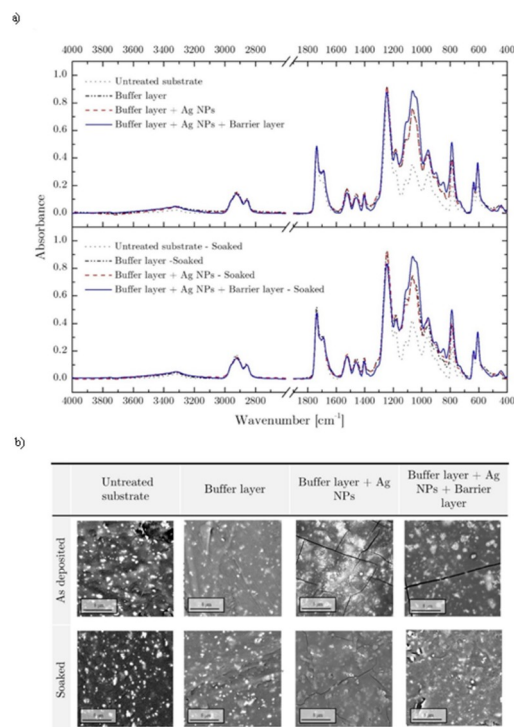 a)
4000 3800 3600 3400 3200 3000 2800 1800 1600 1400 1200 1000 800 600 400
1.0
0.8
0.6
0.4
0.2
0.0
Untreated substrate
Buffer layer
Buffer layer + Ag NPs
Buffer layer + Ag NPs + Barrier layer
Absorbance
1.0
0.8
0.6
0.4
0.2
0.0
Untreated substrate - Soaked
Buffer layer -Soaked
Buffer layer + Ag NPs - Soaked
Buffer layer + Ag NPs + Barrier layer - Soaked
4000 3800 3600 3400 3200 3000 2800 1800 1600 1400 1200 1000 800 600 400
Wavenumber [cm-1]
b)
Untreated
substrate
Buffer layer
Buffer layer + Ag
NPs
Buffer layer + Ag
NPs + Barrier
layer
As deposited
Soaked